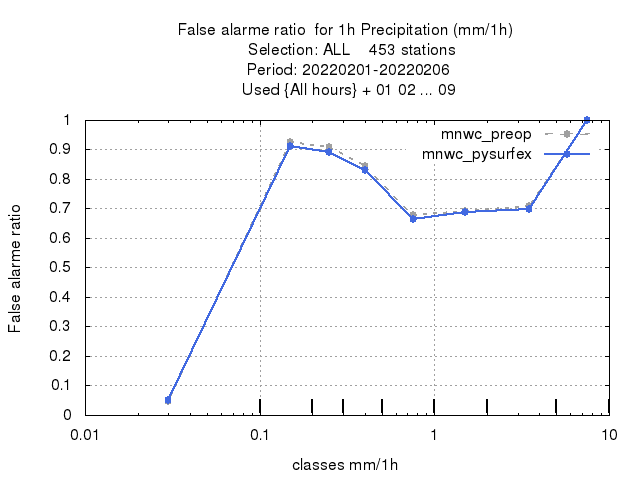 False alarme ratio  for 1h Precipitation (mm/1h)
Selection: ALL    453 stations
Period: 20220201-20220206
Used {All hours} + 01 02 ... 09
mnwc_preop
mnwc_pysurfex
False alarme ratio
1
0.9
0.8
0.7
0.6
0.5
0.4
0.3
0.2
0.1
0
0.01 0.1 1 10
classes mm/1h